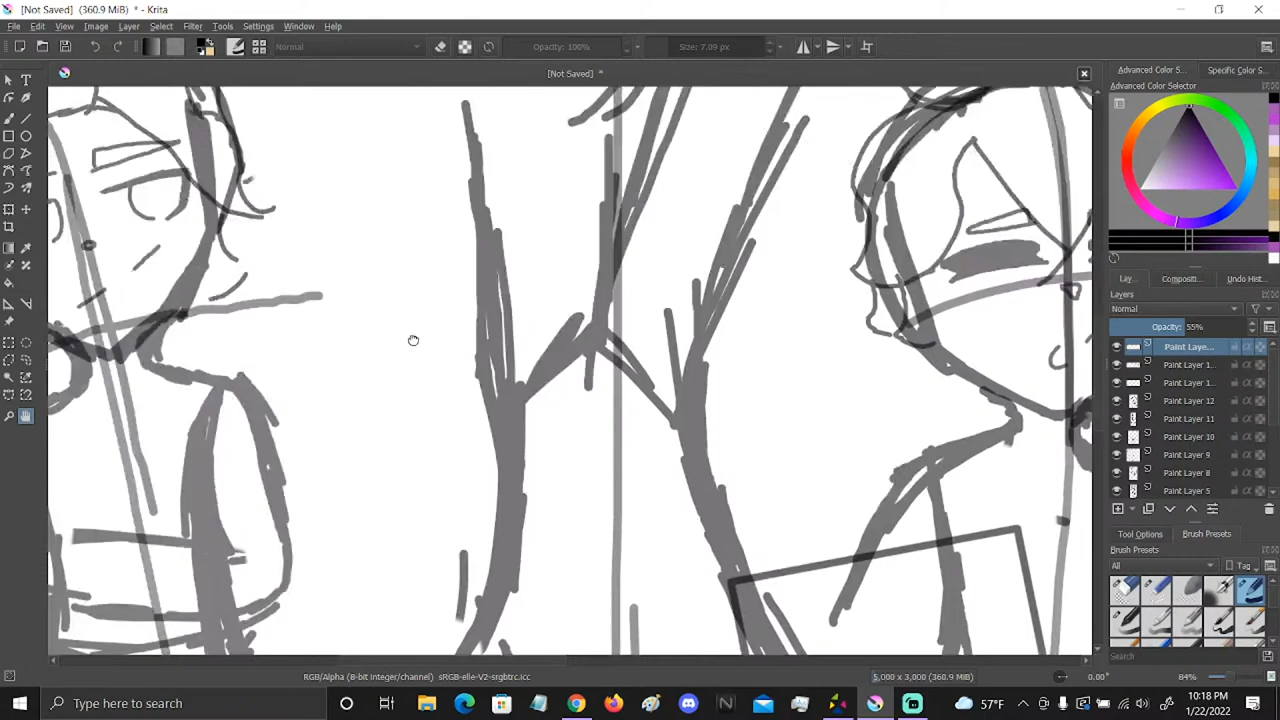 [Not Saved] (360.9 MiB) * - Krita
File Edit View Image Layer Select Filter Tools Settings Window Help
Normal Opacity: 100% Size: 7.09 px
[Not Saved] *
Advanced Color S... Specific Color S...
Advanced Color Selector
Lay... Compositi... Undo Hist...
Layers
Normal
Opacity: 55%
Paint Laye...
Paint Layer 1...
Paint Layer 1...
Paint Layer 12
Paint Layer 11
Paint Layer 10
Paint Layer 9
Paint Layer 8
Paint Layer 5
Tool Options Brush Presets
Brush Presets
All Tag
Search
RGB/Alpha (8-bit integer/channel) sRGB-elle-V2-srgbtrc.icc 5,000 x 3,000 (360.9 MiB) 0.00° 84%
Type here to search 57°F 10:18 PM
1/22/2022